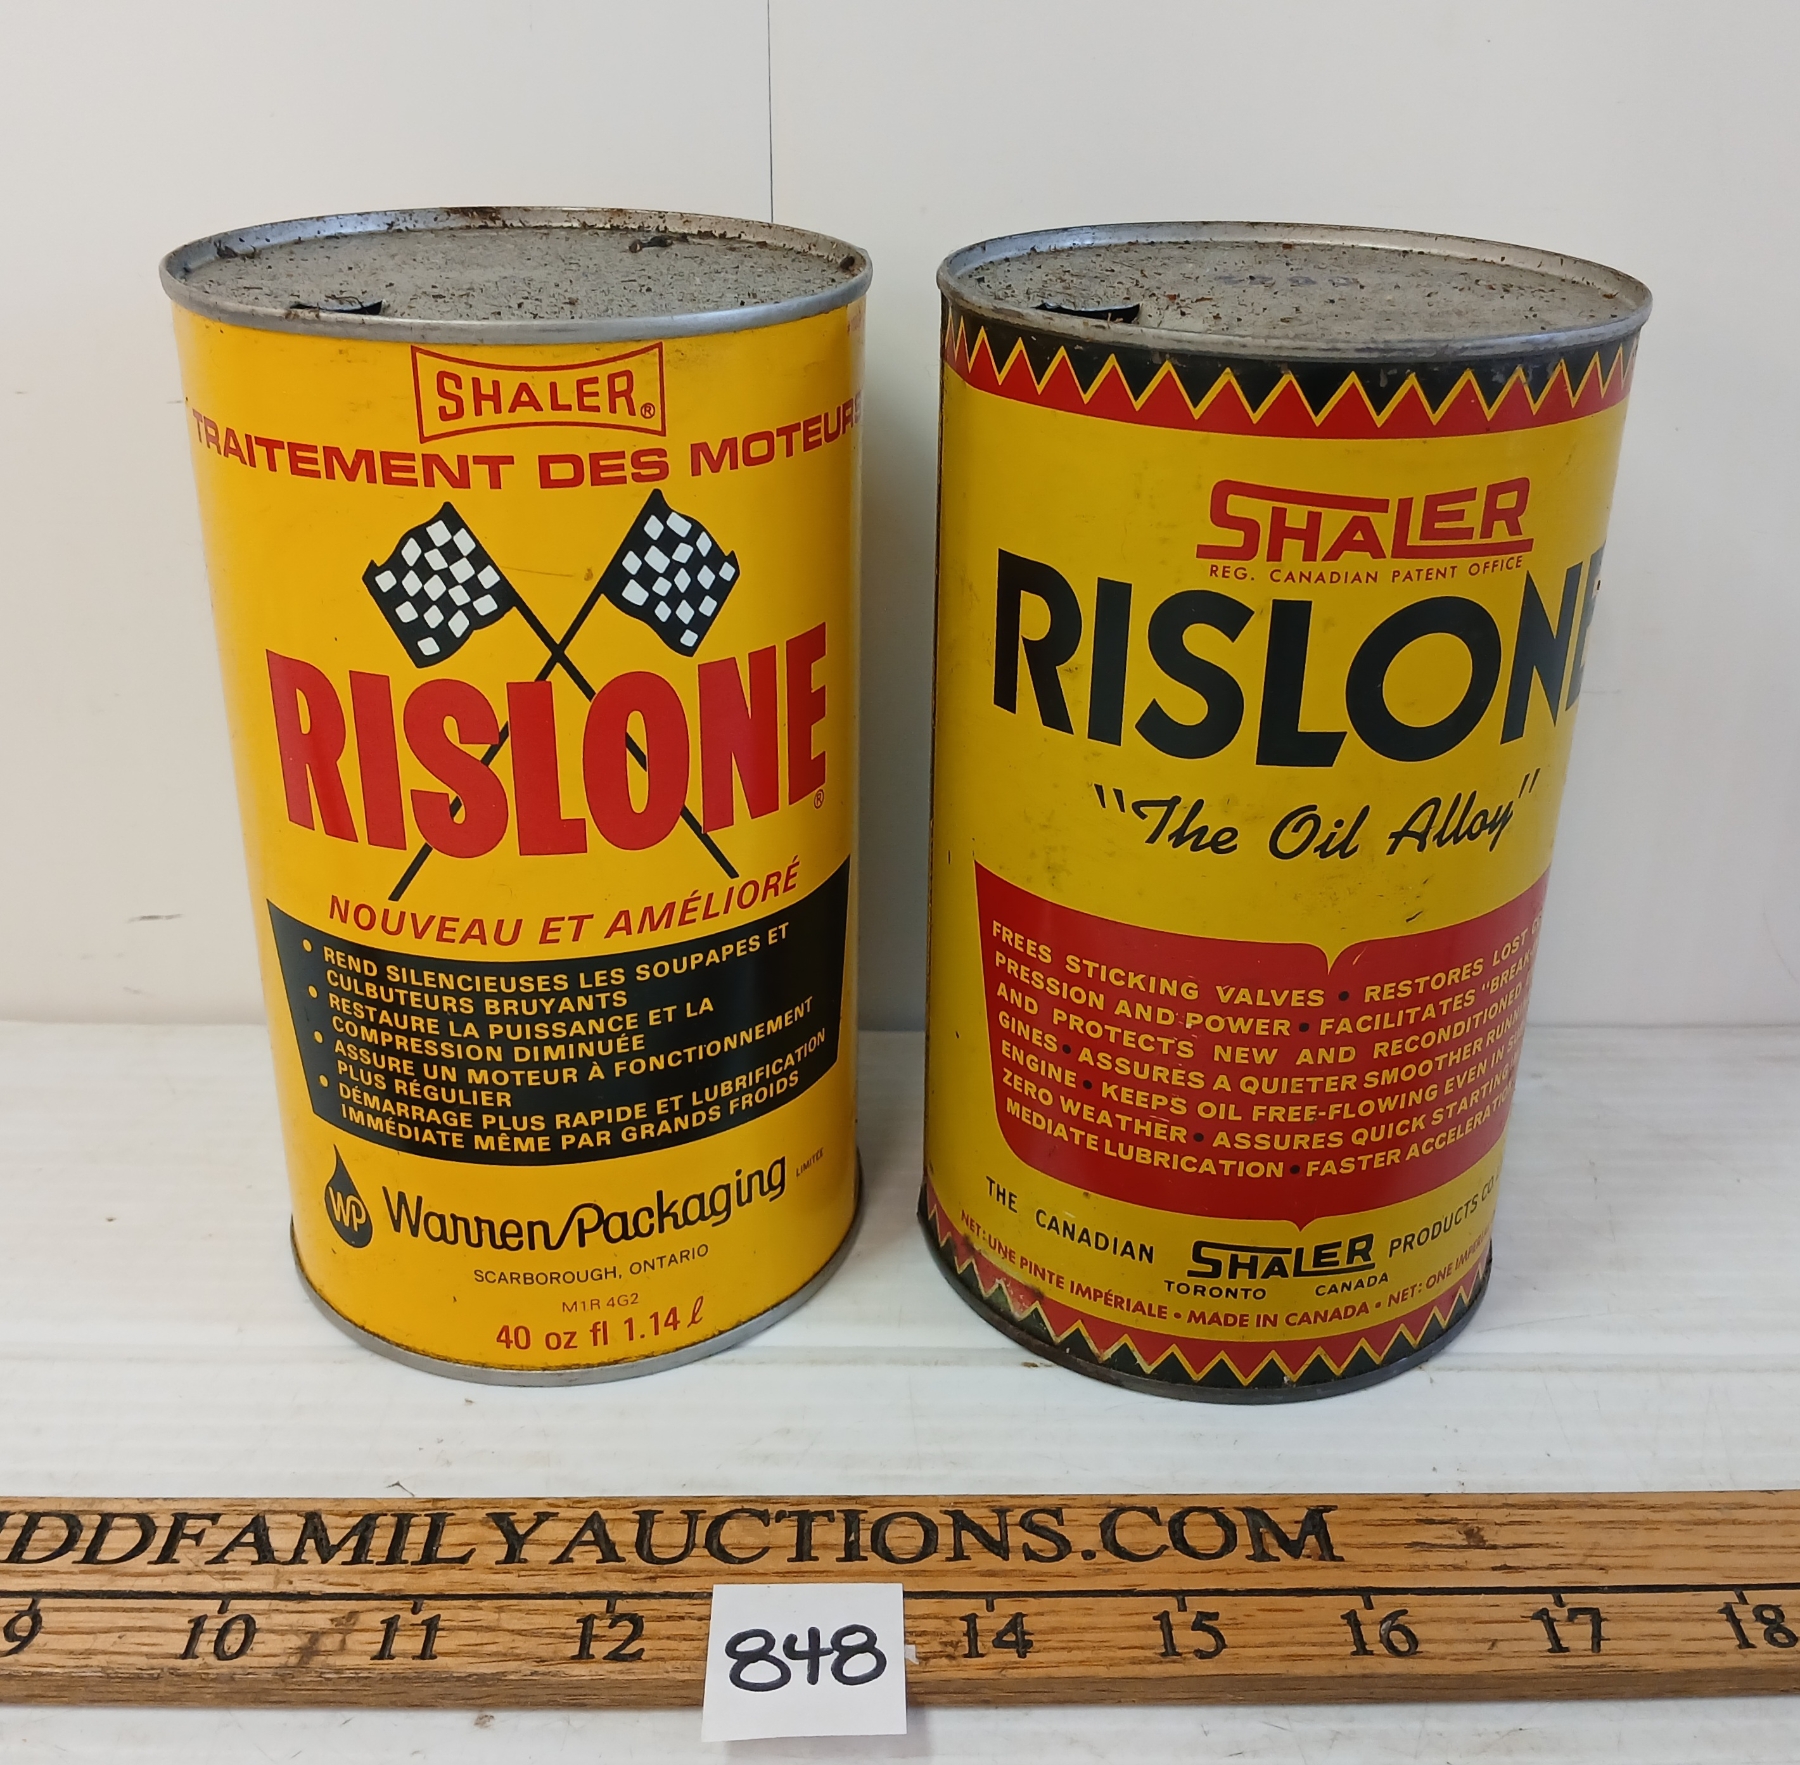 SHALER®
TRAITEMENT DES MOTEURS
RISLONE®
NOUVEAU ET AMÉLIORÉ
• REND SILENCIEUSES LES SOUPAPES ET
CULBUTEURS BRUYANTS
• RESTAURE LA PUISSANCE ET LA
COMPRESSION DIMINUÉE
• ASSURE UN MOTEUR À FONCTIONNEMENT
PLUS RÉGULIER
• DÉMARRAGE PLUS RAPIDE ET LUBRIFICATION
IMMÉDIATE MÊME PAR GRANDS FROIDS
WP Warren Packaging LIMITÉE
SCARBOROUGH, ONTARIO
M1R 4G2
40 oz fl 1.14 ℓ
SHALER
REG. CANADIAN PATENT OFFICE
RISLONE
"The Oil Alloy"
FREES STICKING VALVES • RESTORES LOST
PRESSION AND POWER • FACILITATES "BREAK-
AND PROTECTS NEW AND RECONDITIONED
GINES • ASSURES A QUIETER SMOOTHER
ENGINE • KEEPS OIL FREE-FLOWING EVEN IN
ZERO WEATHER • ASSURES QUICK STARTING
MEDIATE LUBRICATION • FASTER
THE CANADIAN SHALER PRODUCTS CO
TORONTO CANADA
NET: UNE PINTE IMPÉRIALE • MADE IN CANADA • NET: ONE
DDFAMILYAUCTIONS.COM
9 10 11 12 14 15 16 17 18
848